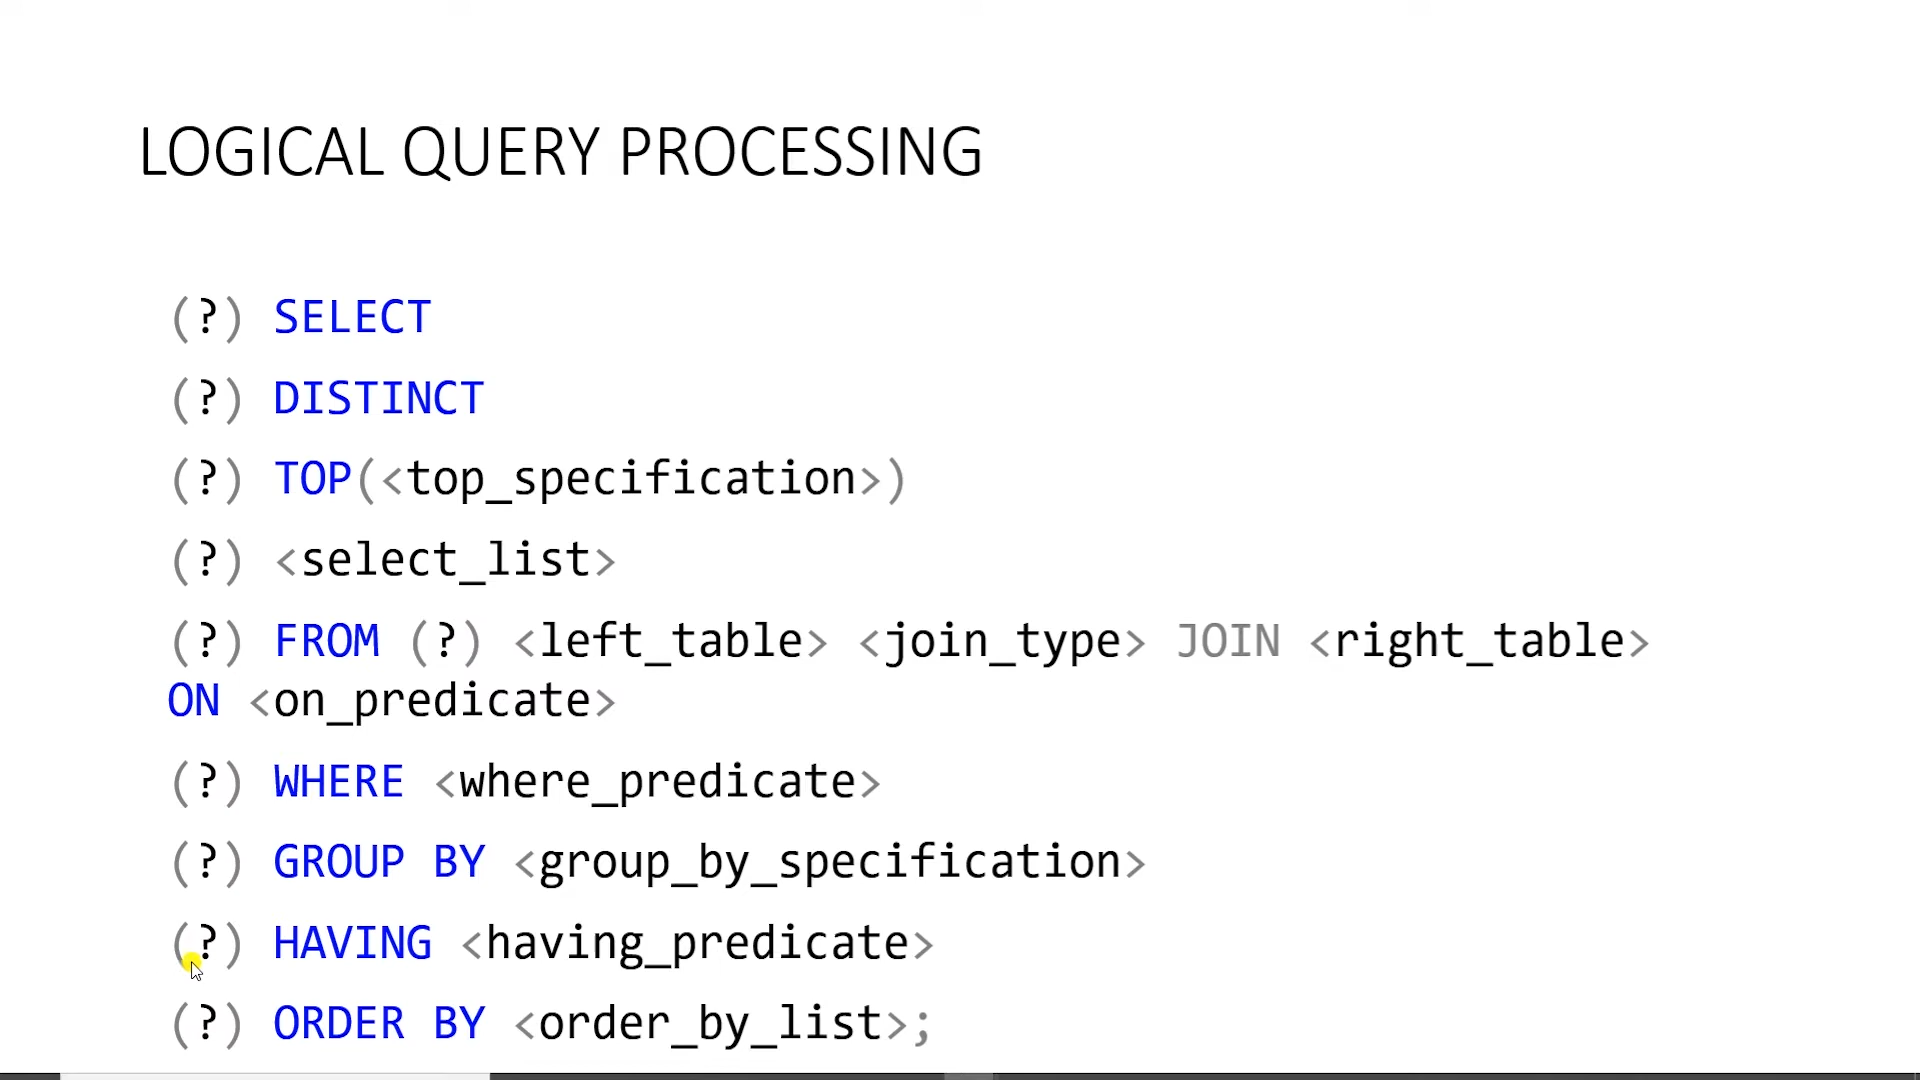 LOGICAL QUERY PROCESSING
(?) SELECT
(?) DISTINCT
(?) TOP(<top_specification>)
(?) <select_list>
(?) FROM (?) <left_table> <join_type> JOIN <right_table>
ON <on_predicate>
(?) WHERE <where_predicate>
(?) GROUP BY <group_by_specification>
(?) HAVING <having_predicate>
(?) ORDER BY <order_by_list>;